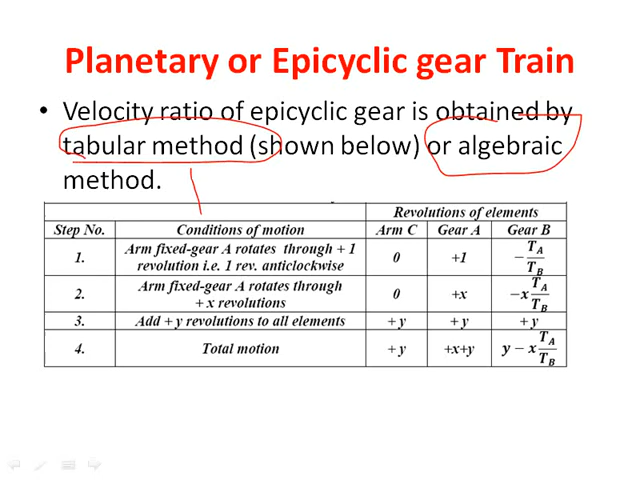 Planetary or Epicyclic gear Train
• Velocity ratio of epicyclic gear is obtained by
tabular method (shown below) or algebraic
method.
Revolutions of elements
Step No. Conditions of motion Arm C Gear A Gear B
1. Arm fixed-gear A rotates through + 1
revolution i.e. 1 rev. anticlockwise 0 +1 −T_A/T_B
2. Arm fixed-gear A rotates through
+ x revolutions 0 +x −x T_A/T_B
3. Add + y revolutions to all elements + y + y + y
4. Total motion + y +x+y y − x T_A/T_B